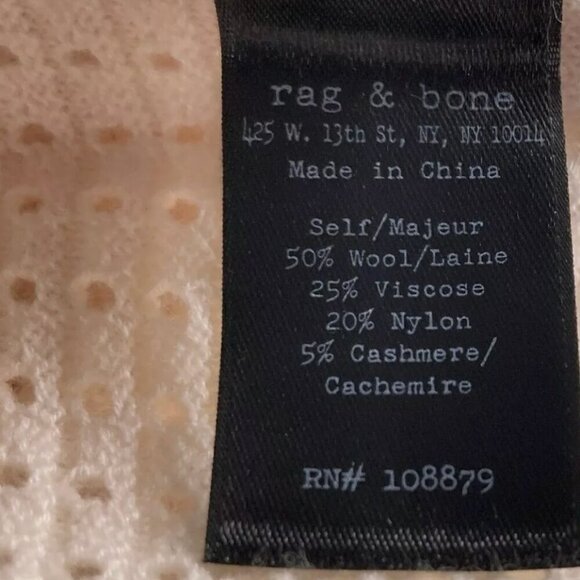 rag & bone
425 W. 13th St, NY, NY 10014
Made in China
Self/Majeur
50% Wool/Laine
25% Viscose
20% Nylon
5% Cashmere/
Cachemire
RN# 108879